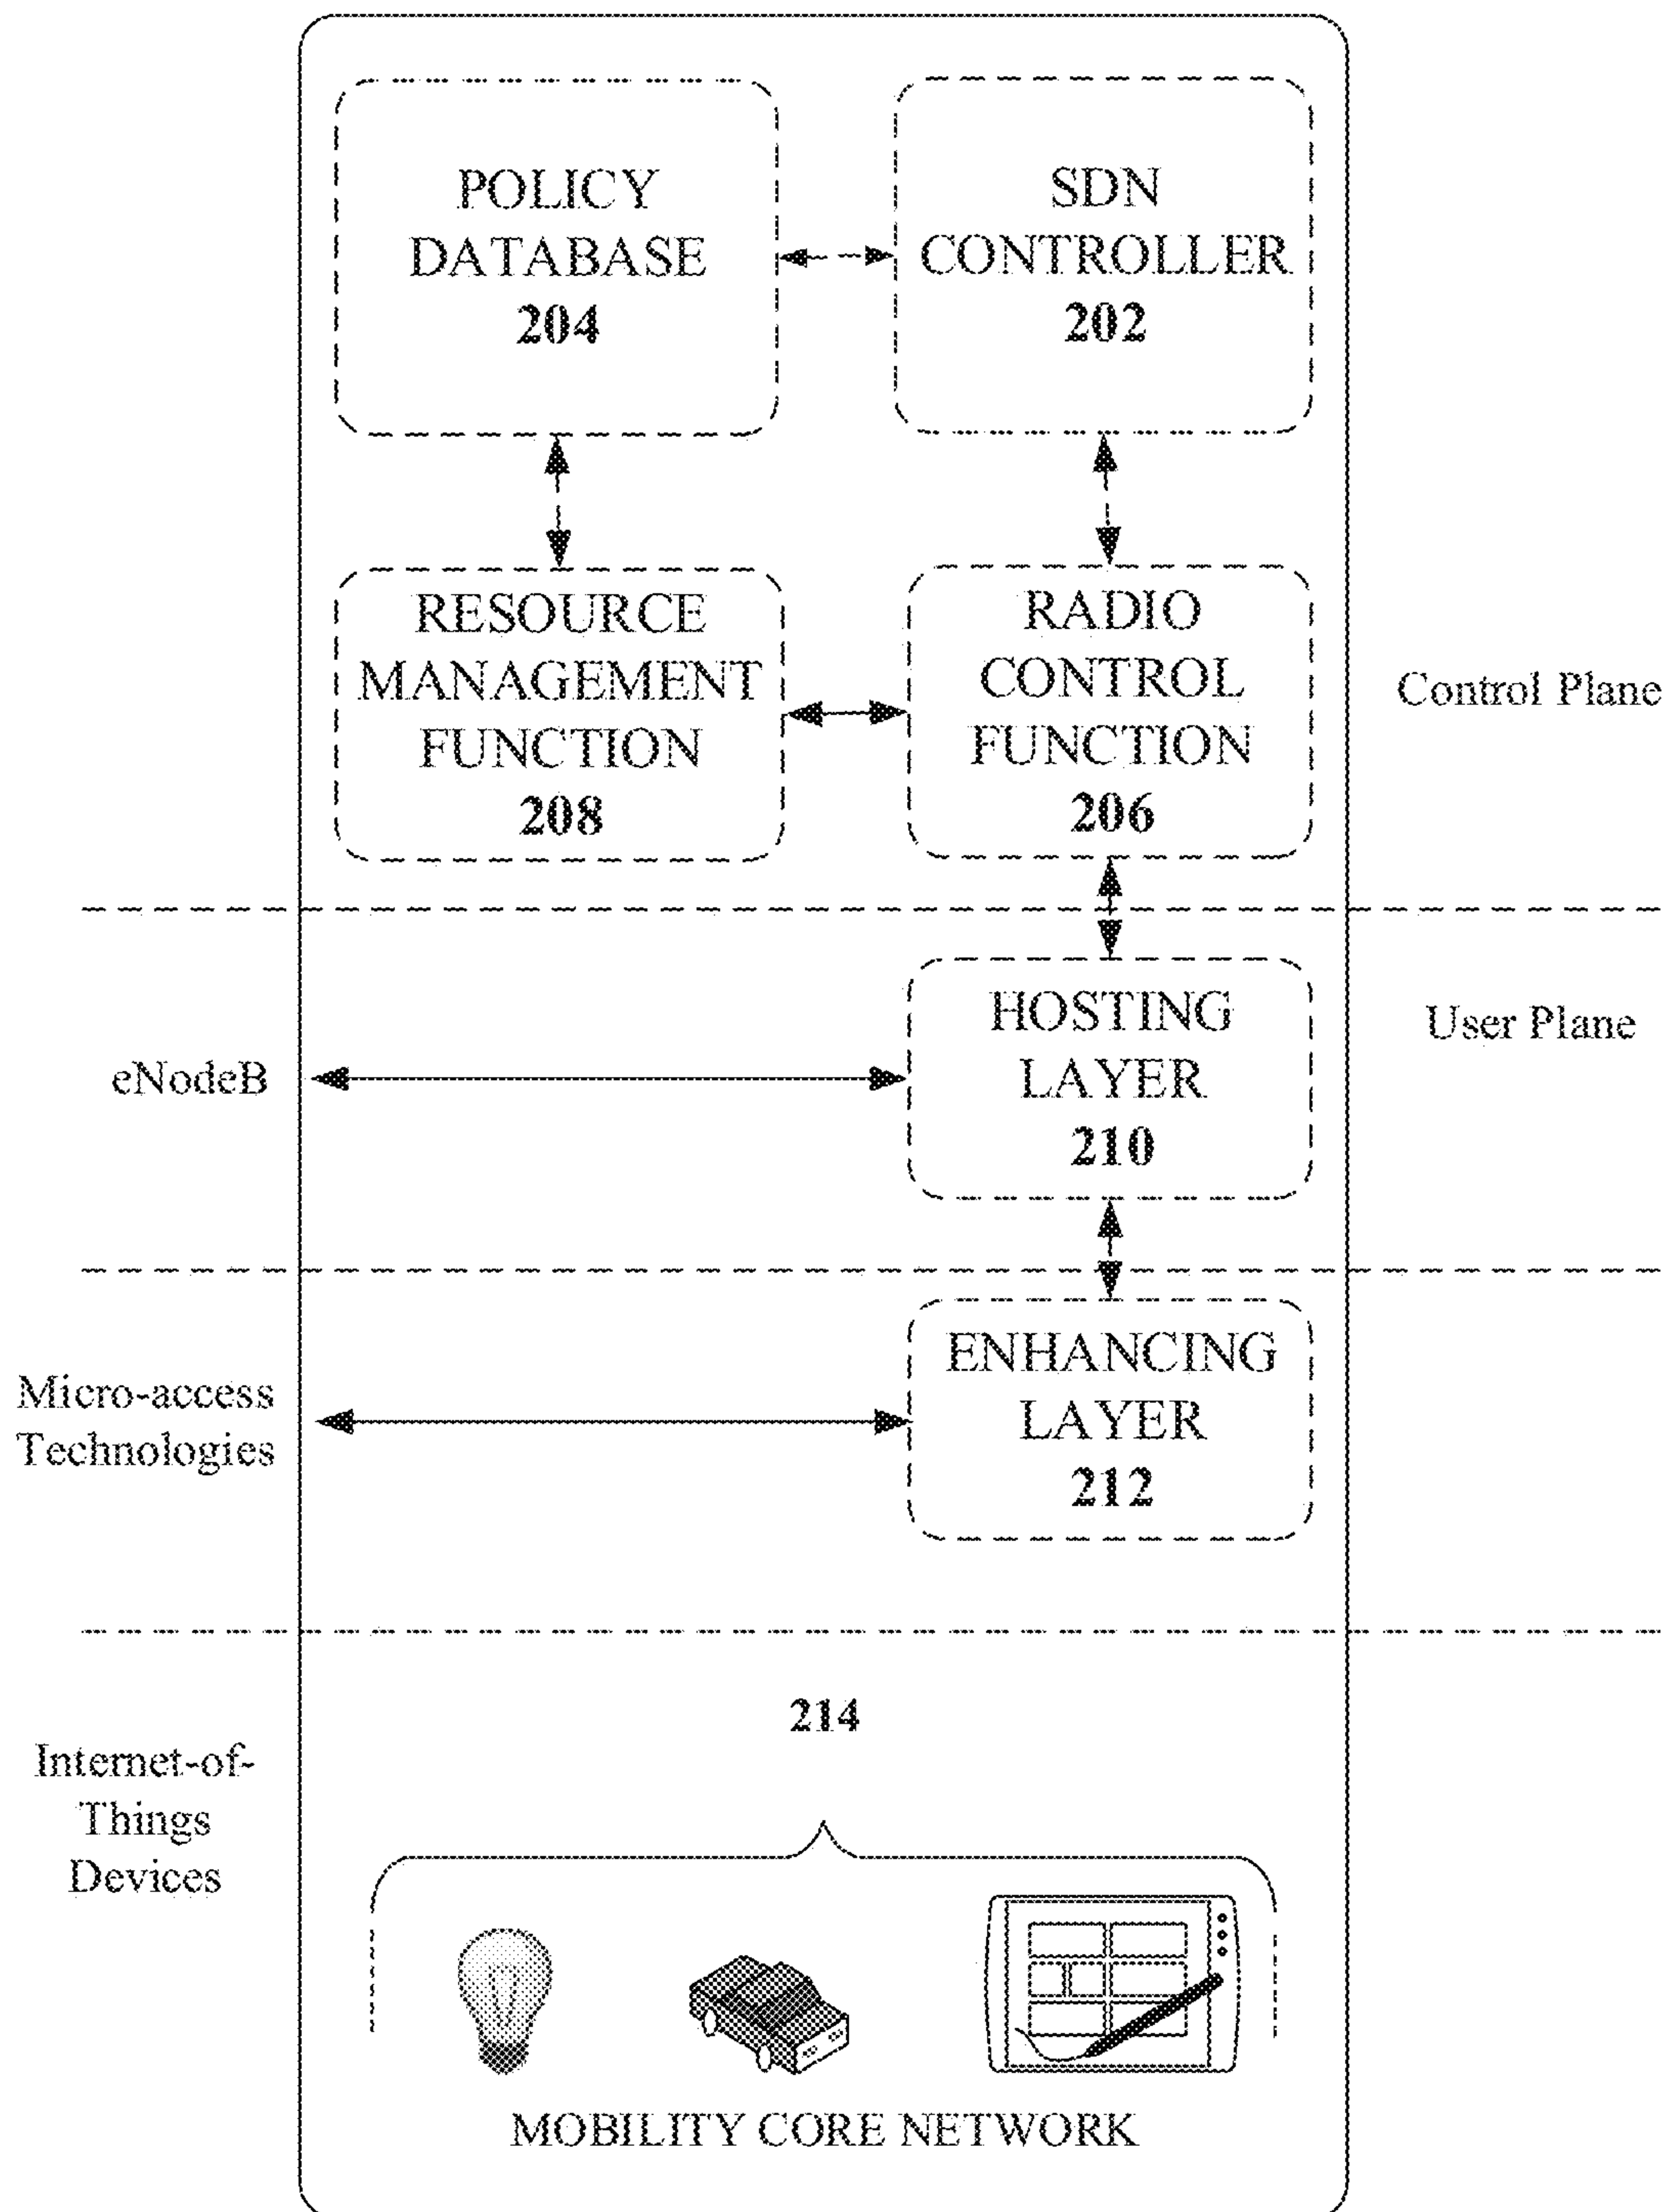 POLICY
DATABASE
204
SDN
CONTROLLER
202
RESOURCE
MANAGEMENT
FUNCTION
208
RADIO
CONTROL
FUNCTION
206
Control Plane
HOSTING
LAYER
210
User Plane
eNodeB
ENHANCING
LAYER
212
Micro-access
Technologies
214
Internet-of-
Things
Devices
MOBILITY CORE NETWORK